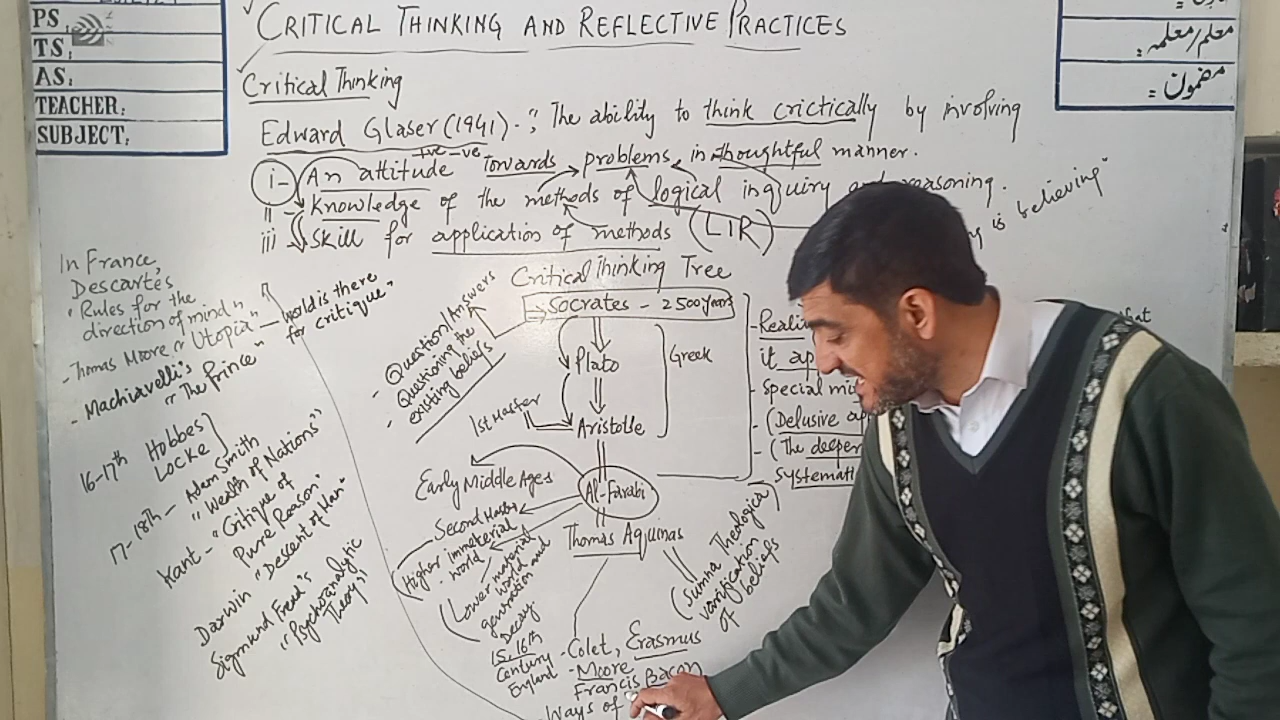 PS
TS:
AS:
TEACHER:
SUBJECT:
معلم/معلمہ:
مضمون:
CRITICAL THINKING AND REFLECTIVE PRACTICES
Critical Thinking
Edward Glaser (1941). "The ability to think crictically by involving
+ve -ve
i- An attitude Towards problems in thoughtful manner.
ii - Knowledge of the methods of logical inquiry and reasoning.
iii - Skill for application of methods (LIR)
is believing"
Critical Thinking Tree
Socrates - 2500 years
Plato
Greek
Aristotle
1st Master
- Question/Answers
- Questioning the
existing beliefs
Al-Farabi
Early Middle Ages
Second Master
Higher immaterial
world
Lower material
world and
generation
Decay
Thomas Aquinas
(Sumna Theologica)
varification
of beliefs
15, 16th
Century
England
- Colet, Erasmus
- Moore
Francis Bacon
Ways of
- Reali
it ap
- special mi
- (Delusive ap
- (The deeper
systemat
In France,
Descartes
"Rules for the
direction of mind"
- Thomas Moore "Utopia" - world is there
for critique"
- Machiavelli's
"The Prince"
16-17th Hobbes
LOCKE
17-18th - Adam Smith
"Wealth of Nations"
Kant - "Critique of
Pure Reason"
Darwin "Descent of Man"
Sigmund Freud's
"Psychoanalytic
Theory"